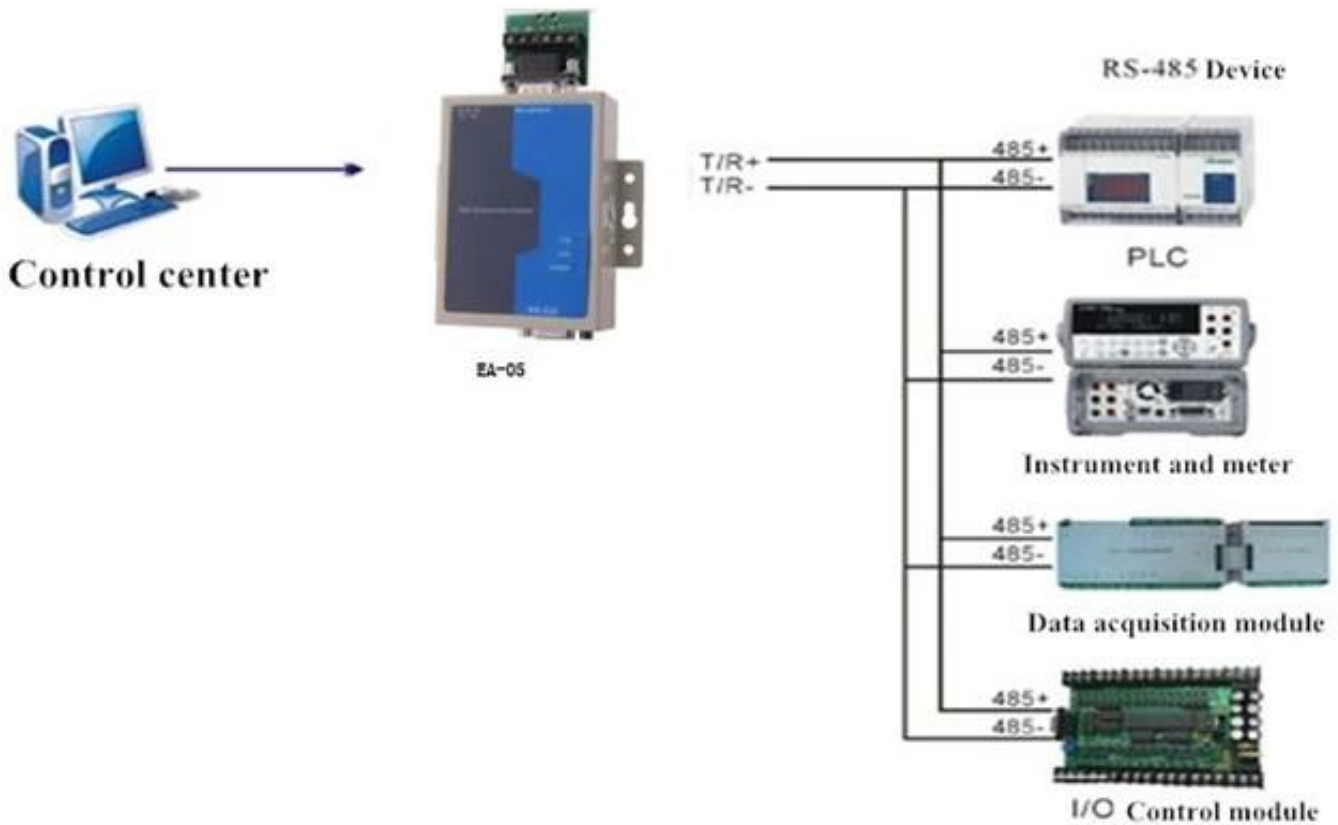 RS-485 Device
T/R+
T/R-
485+
485-
PLC
Control center
EA-05
485+
485-
Instrument and meter
485+
485-
Data acquisition module
485+
485-
I/O Control module